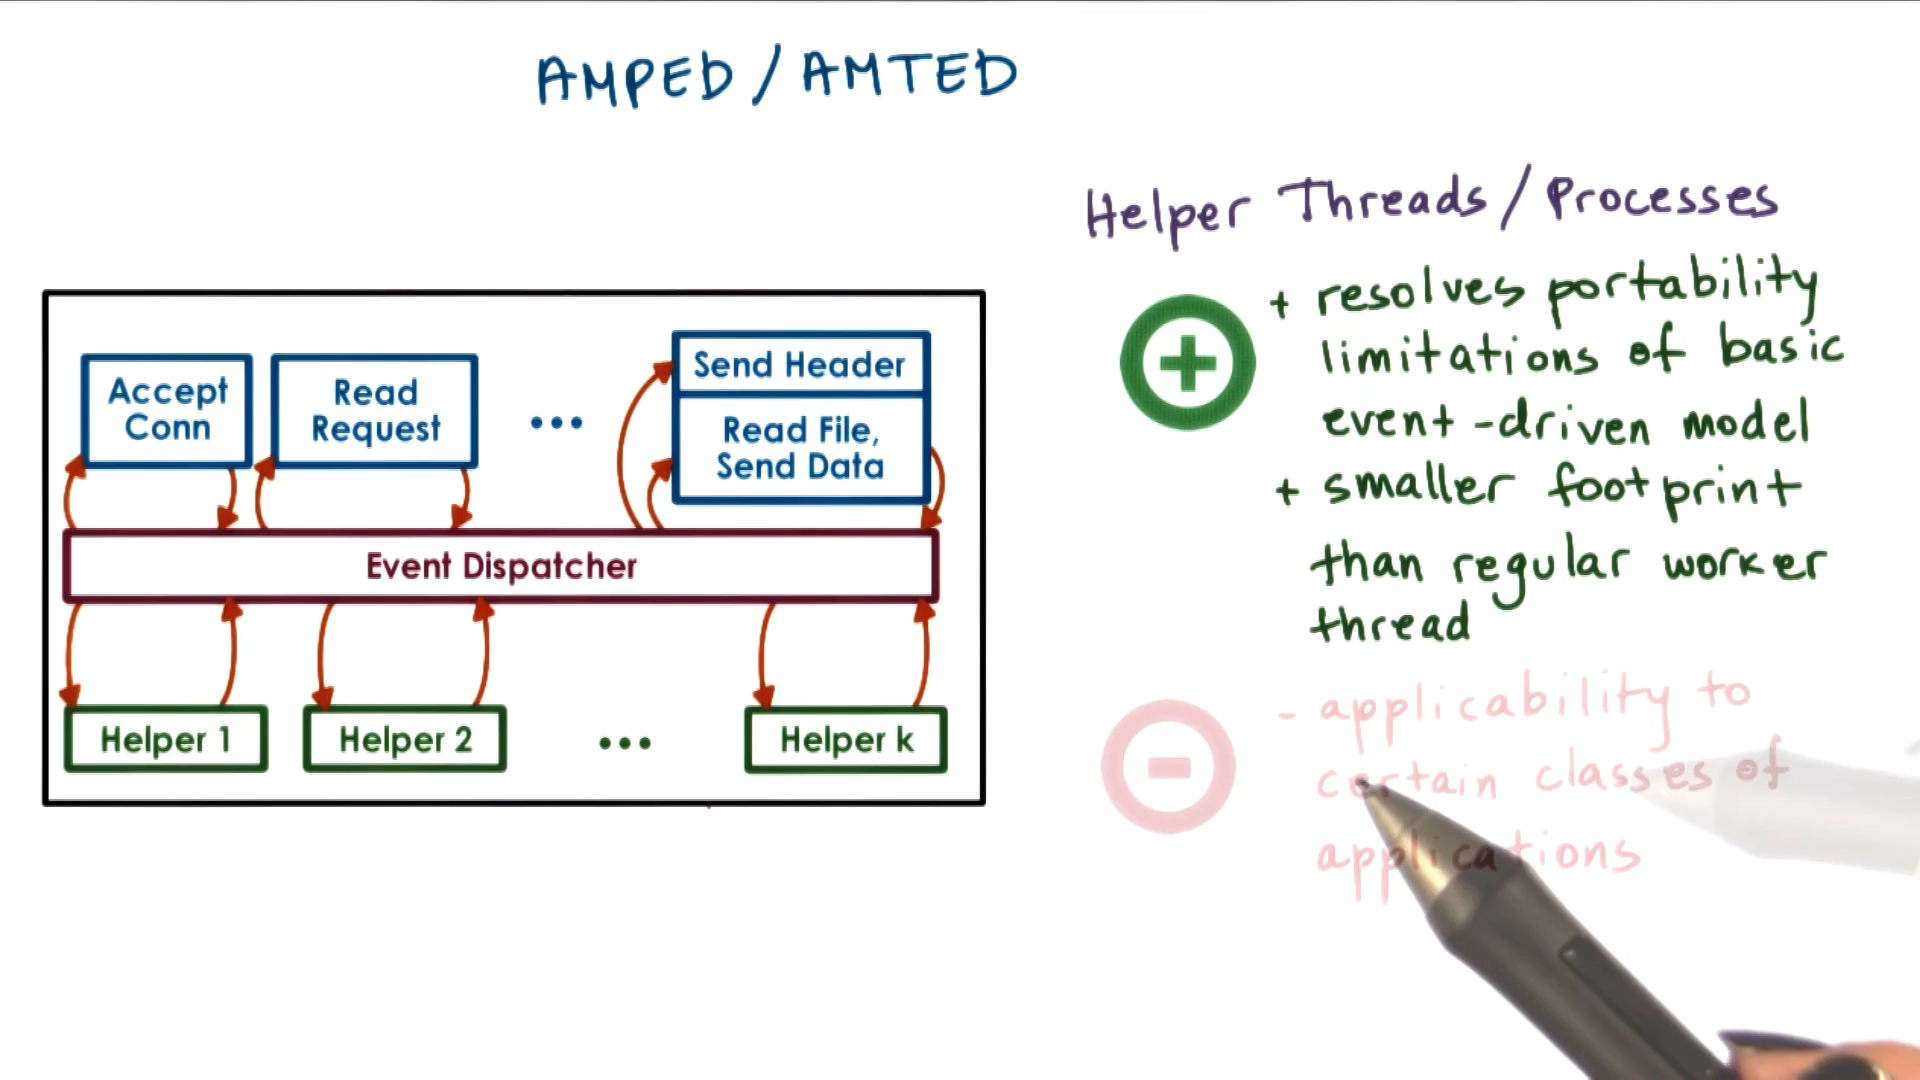 AMPED / AMTED
Helper Threads / Processes
+ resolves portability
limitations of basic
event-driven model
+ smaller footprint
than regular worker
thread
- applicability to
certain classes of
applications
Accept
Conn
Read
Request
...
Send Header
Read File,
Send Data
Event Dispatcher
Helper 1
Helper 2
...
Helper k